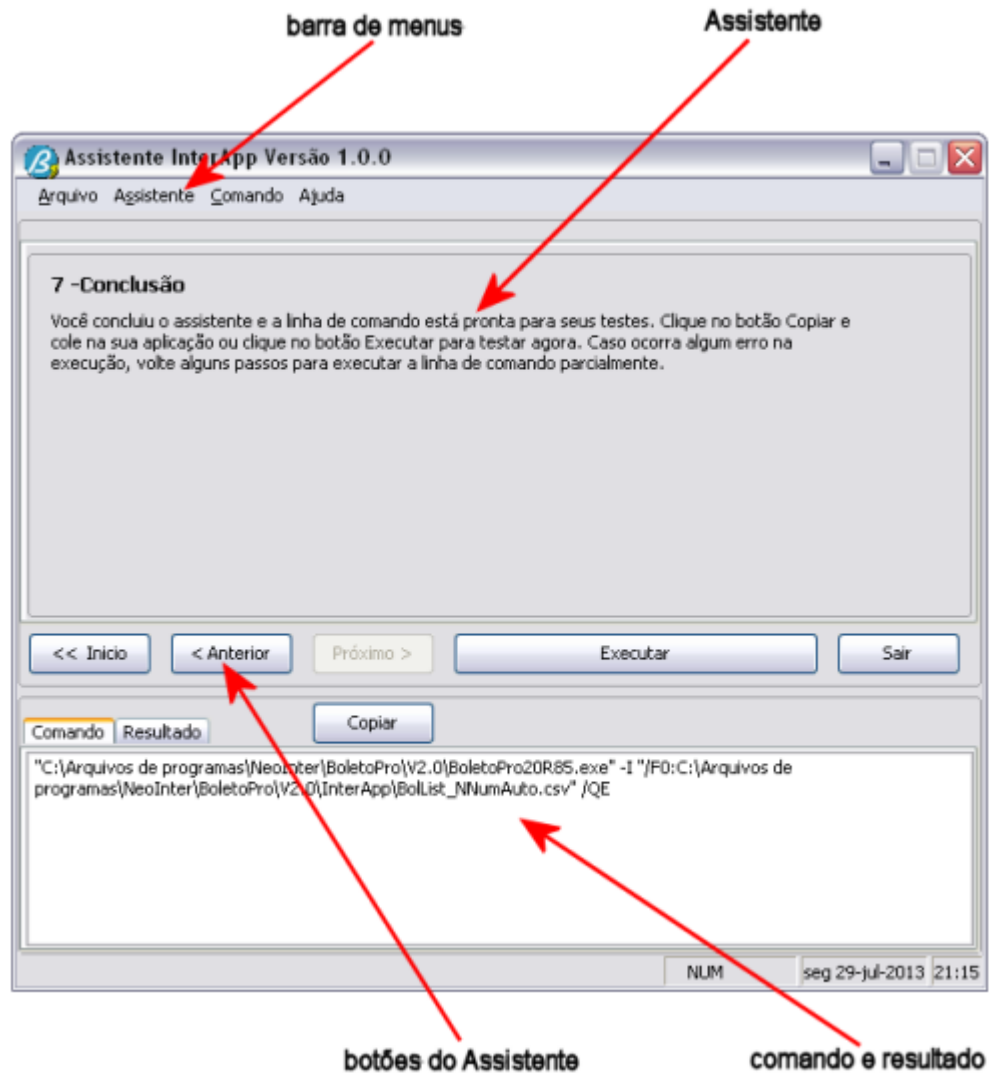 barra de menus
Assistente
Assistente InterApp Versão 1.0.0
Arquivo Assistente Comando Ajuda
7 -Conclusão
Você concluiu o assistente e a linha de comando está pronta para seus testes. Clique no botão Copiar e
cole na sua aplicação ou clique no botão Executar para testar agora. Caso ocorra algum erro na
execução, volte alguns passos para executar a linha de comando parcialmente.
<< Inicio
< Anterior
Próximo >
Executar
Sair
Comando
Resultado
Copiar
"C:\Arquivos de programas\NeoInter\BoletoPro\V2.0\BoletoPro20R85.exe" -I "/F0:C:\Arquivos de
programas\NeoInter\BoletoPro\V2.0\InterApp\BolList_NNumAuto.csv" /QE
NUM
seg 29-jul-2013
21:15
botões do Assistente
comando e resultado